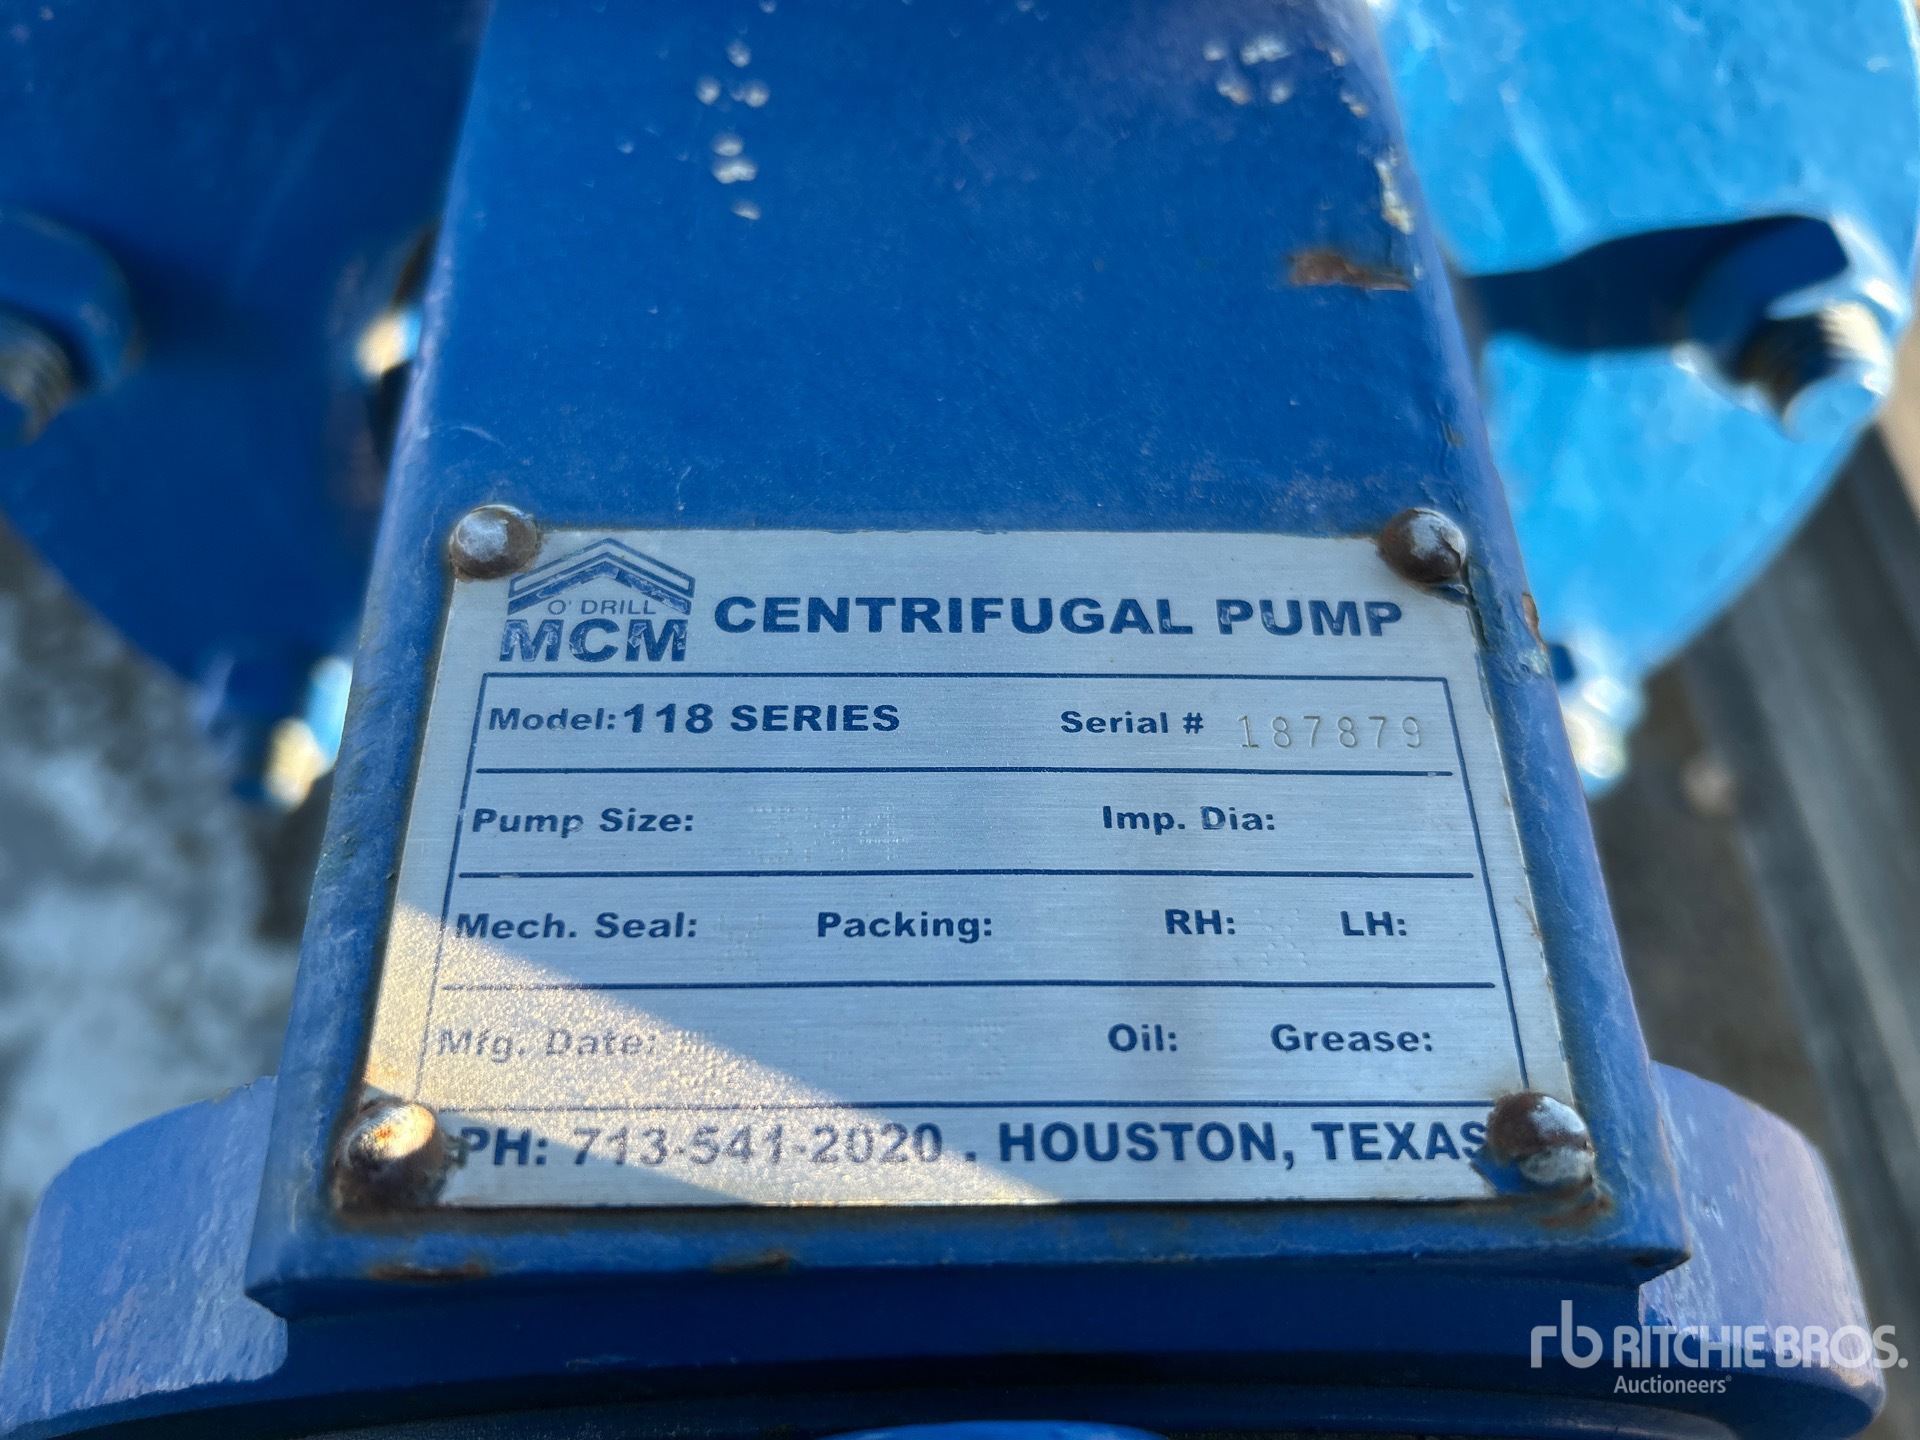 O' DRILL
MCM
CENTRIFUGAL PUMP
Model: 118 SERIES Serial # 187879
Pump Size: Imp. Dia:
Mech. Seal: Packing: RH: LH:
Mfg. Date: Oil: Grease:
PH: 713-541-2020 . HOUSTON, TEXAS
rb RITCHIE BROS.
Auctioneers